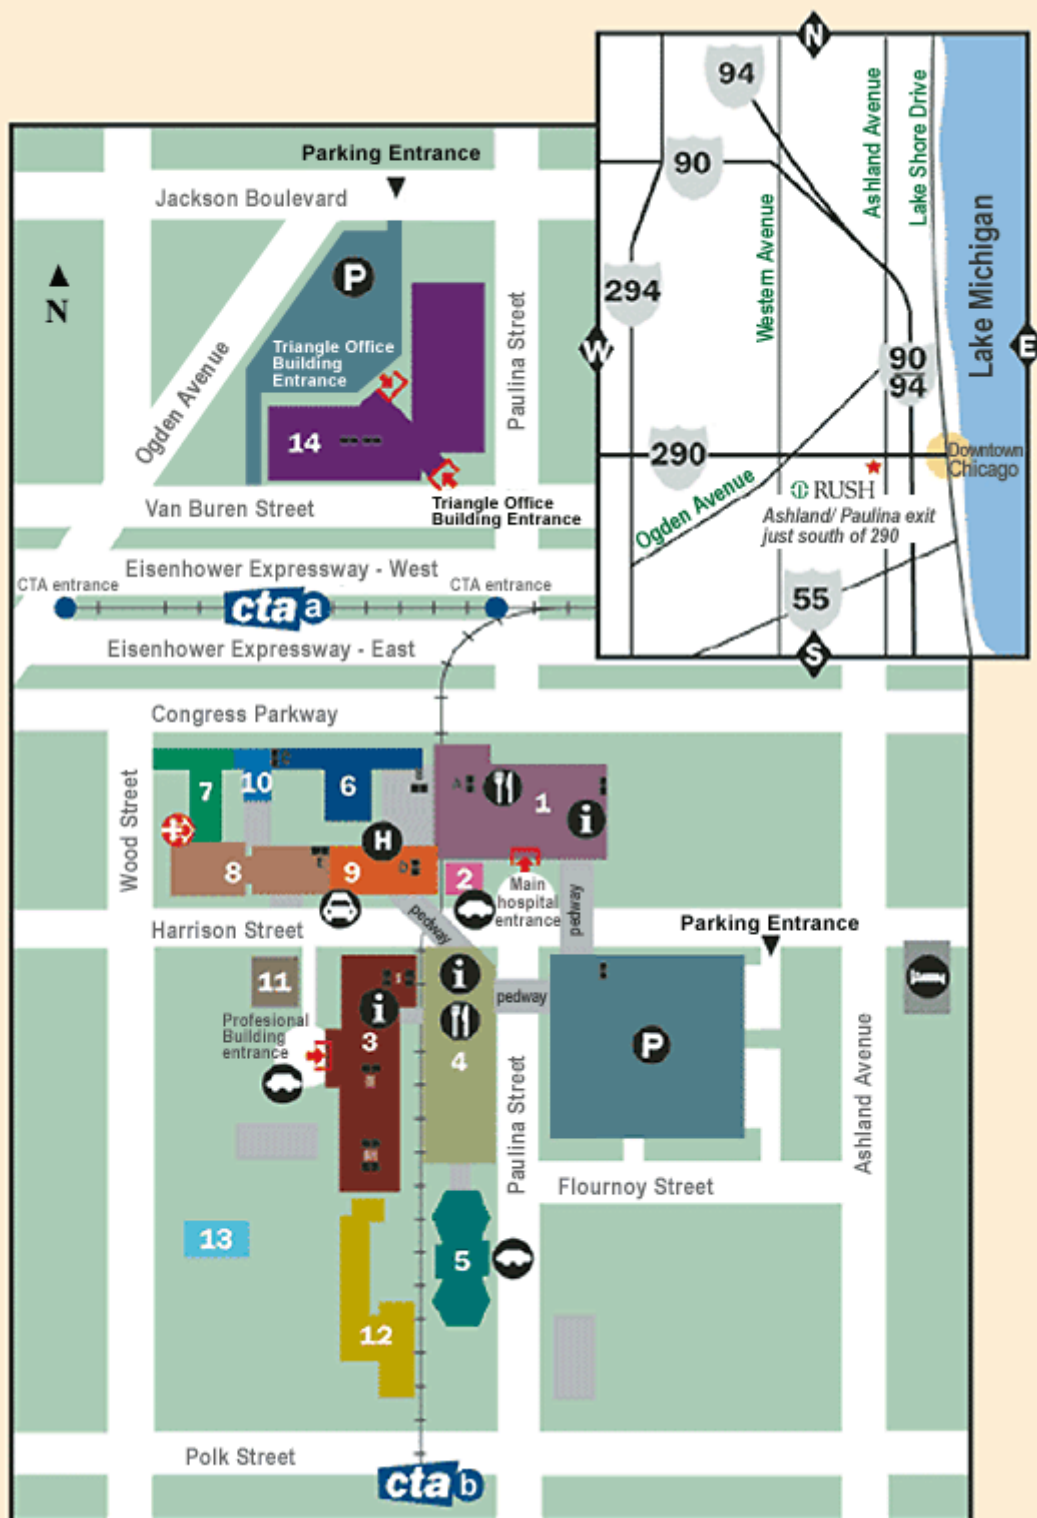 N
94
90
294
Western Avenue
Ashland Avenue
Lake Shore Drive
Lake Michigan
W
E
90
94
290
Downtown
Chicago
Ogden Avenue
RUSH
Ashland/ Paulina exit
just south of 290
55
S
Parking Entrance
Jackson Boulevard
N
P
Ogden Avenue
Triangle Office
Building
Entrance
Paulina Street
14
Van Buren Street
Triangle Office
Building Entrance
Eisenhower Expressway - West
CTA entrance
CTA entrance
cta a
Eisenhower Expressway - East
Congress Parkway
Wood Street
7
10
6
1
i
H
8
9
2
Main
hospital
entrance
pedway
pedway
Harrison Street
Parking Entrance
11
i
i
pedway
Profesional
Building
entrance
3
4
P
Paulina Street
Ashland Avenue
Flournoy Street
13
5
12
Polk Street
cta b